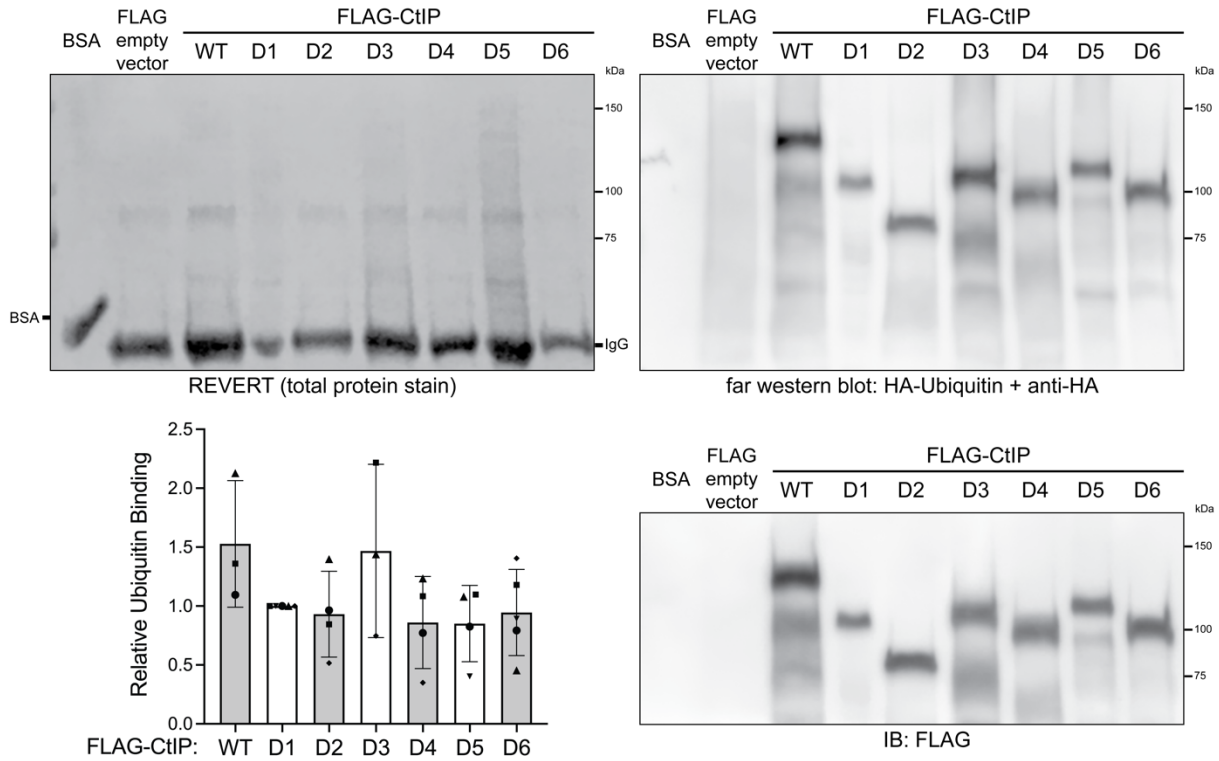 BSA
FLAG
empty
vector
FLAG-CtIP
WT D1 D2 D3 D4 D5 D6
kDa
150
100
75
BSA
IgG
REVERT (total protein stain)
BSA
FLAG
empty
vector
FLAG-CtIP
WT D1 D2 D3 D4 D5 D6
kDa
150
100
75
far western blot: HA-Ubiquitin + anti-HA
Relative Ubiquitin Binding
2.5
2.0
1.5
1.0
0.5
0.0
FLAG-CtIP: WT D1 D2 D3 D4 D5 D6
BSA
FLAG
empty
vector
FLAG-CtIP
WT D1 D2 D3 D4 D5 D6
kDa
150
100
75
IB: FLAG